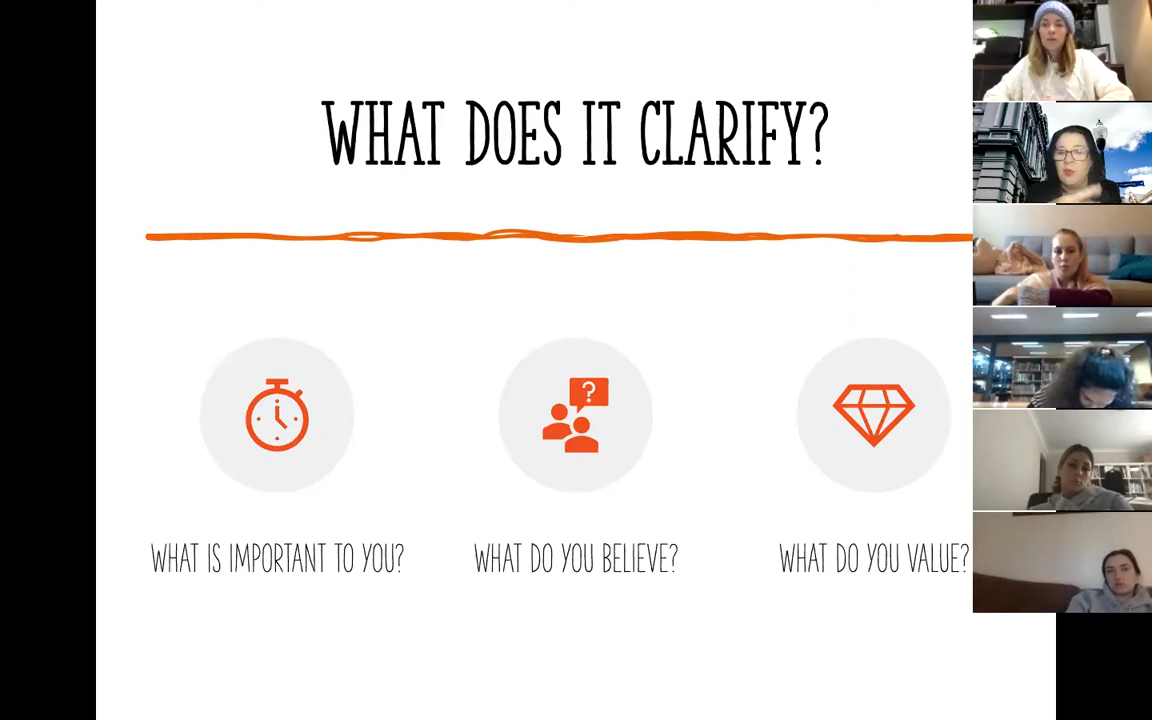 WHAT DOES IT CLARIFY?
?
WHAT IS IMPORTANT TO YOU?
WHAT DO YOU BELIEVE?
WHAT DO YOU VALUE?